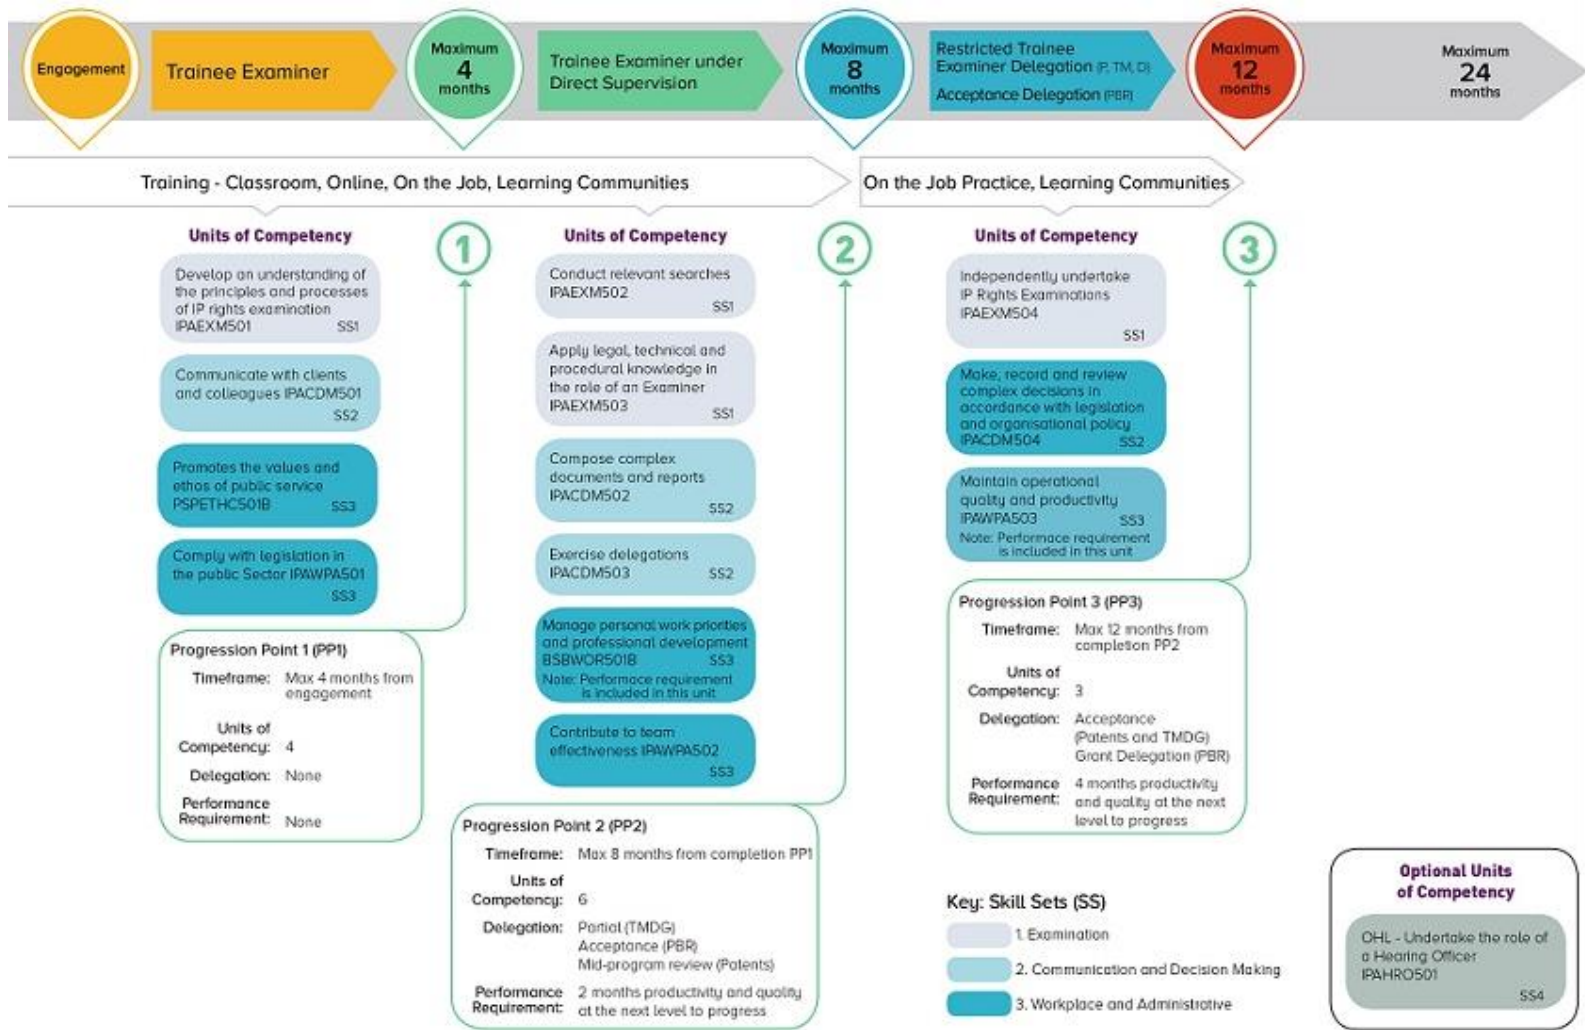 Engagement
Trainee Examiner
Maximum
4
months
Trainee Examiner under
Direct Supervision
Maximum
8
months
Restricted Trainee
Examiner Delegation (P, TM, D)
Acceptance Delegation (PBR)
Maximum
12
months
Maximum
24
months
Training - Classroom, Online, On the Job, Learning Communities
On the Job Practice, Learning Communities
Units of Competency
1
Develop an understanding of
the principles and processes
of IP rights examination
IPAEXM501 SS1
Communicate with clients
and colleagues IPACDM501
SS2
Promotes the values and
ethos of public service
PSPETHC501B SS3
Comply with legislation in
the public Sector IPAWPA501
SS3
Progression Point 1 (PP1)
Timeframe: Max 4 months from
engagement
Units of
Competency: 4
Delegation: None
Performance
Requirement: None
Units of Competency
2
Conduct relevant searches
IPAEXM502
SS1
Apply legal, technical and
procedural knowledge in
the role of an Examiner
IPAEXM503
SS1
Compose complex
documents and reports
IPACDM502
SS2
Exercise delegations
IPACDM503 SS2
Manage personal work priorities
and professional development
BSBWOR501B SS3
Note: Performace requirement
is included in this unit
Contribute to team
effectiveness IPAWPA502
SS3
Progression Point 2 (PP2)
Timeframe: Max 8 months from completion PP1
Units of
Competency: 6
Delegation: Partial (TMDG)
Acceptance (PBR)
Mid-program review (Patents)
Performance 2 months productivity and quality
Requirement: at the next level to progress
Units of Competency
3
Independently undertake
IP Rights Examinations
IPAEXM504
SS1
Make, record and review
complex decisions in
accordance with legislation
and organisational policy
IPACDM504 SS2
Maintain operational
quality and productivity
IPAWPA503 SS3
Note: Performace requirement
is included in this unit
Progression Point 3 (PP3)
Timeframe: Max 12 months from
completion PP2
Units of
Competency: 3
Delegation: Acceptance
(Patents and TMDG)
Grant Delegation (PBR)
Performance 4 months productivity
Requirement: and quality at the next
level to progress
Key: Skill Sets (SS)
1. Examination
2. Communication and Decision Making
3. Workplace and Administrative
Optional Units
of Competency
OHL - Undertake the role of
a Hearing Officer
IPAHRO501
SS4